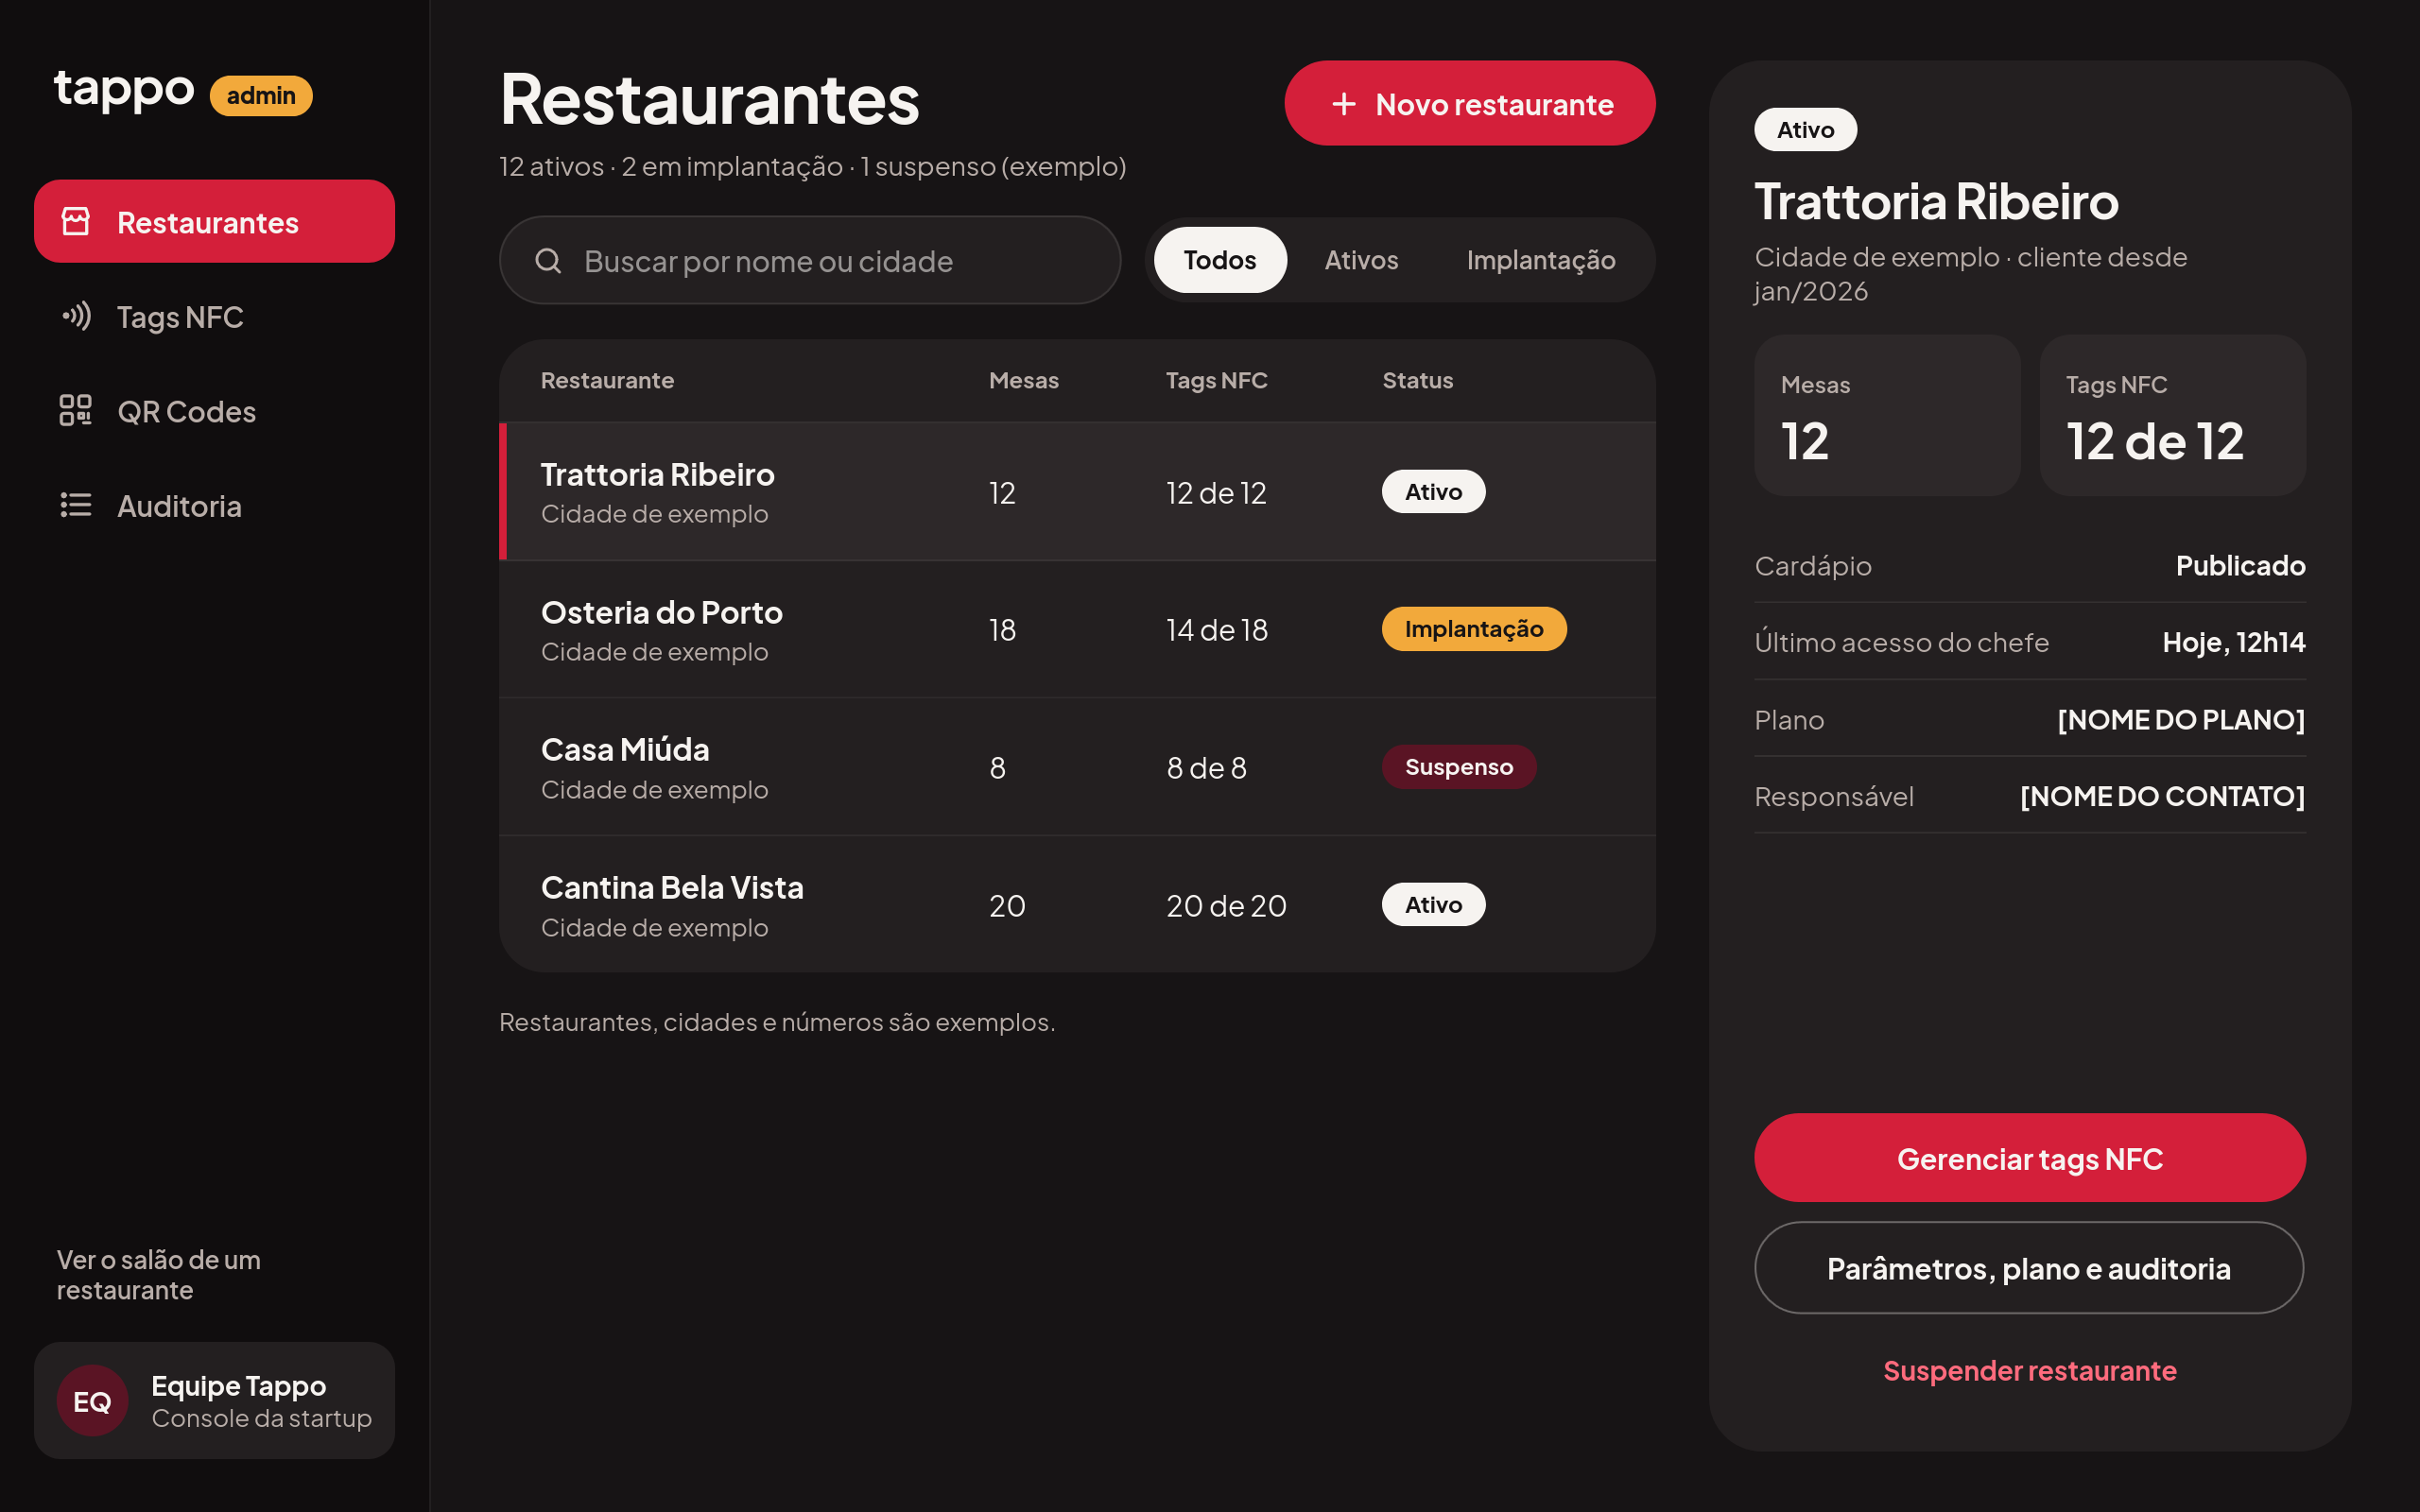 tappo admin
Restaurantes
Tags NFC
QR Codes
Auditoria
Ver o salão de um
restaurante
EQ
Equipe Tappo
Console da startup
Restaurantes
12 ativos · 2 em implantação · 1 suspenso (exemplo)
+ Novo restaurante
Buscar por nome ou cidade
Todos Ativos Implantação
Restaurante Mesas Tags NFC Status
Trattoria Ribeiro
Cidade de exemplo
12 12 de 12 Ativo
Osteria do Porto
Cidade de exemplo
18 14 de 18 Implantação
Casa Miúda
Cidade de exemplo
8 8 de 8 Suspenso
Cantina Bela Vista
Cidade de exemplo
20 20 de 20 Ativo
Restaurantes, cidades e números são exemplos.
Ativo
Trattoria Ribeiro
Cidade de exemplo · cliente desde
jan/2026
Mesas
12
Tags NFC
12 de 12
Cardápio Publicado
Último acesso do chefe Hoje, 12h14
Plano [NOME DO PLANO]
Responsável [NOME DO CONTATO]
Gerenciar tags NFC
Parâmetros, plano e auditoria
Suspender restaurante